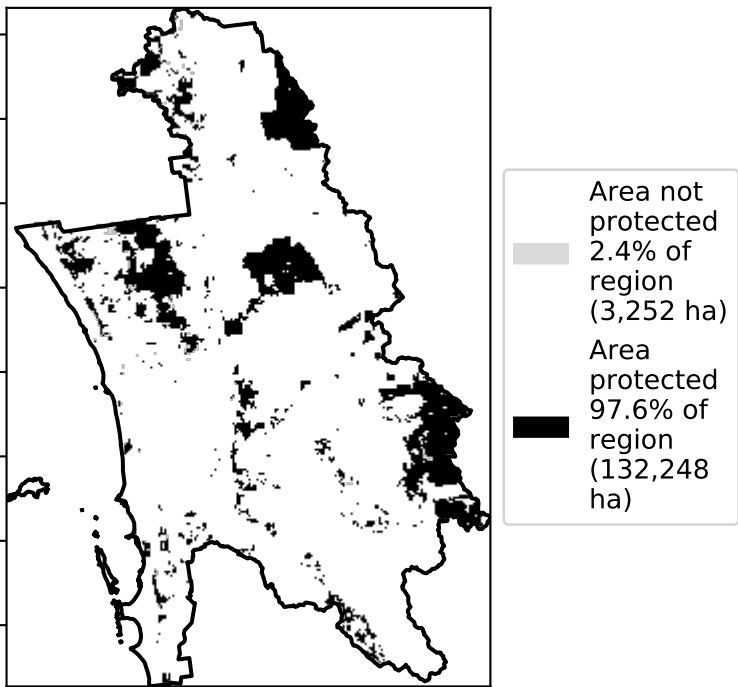 Area not
protected
2.4% of
region
(3,252 ha)
Area
protected
97.6% of
region
(132,248
ha)